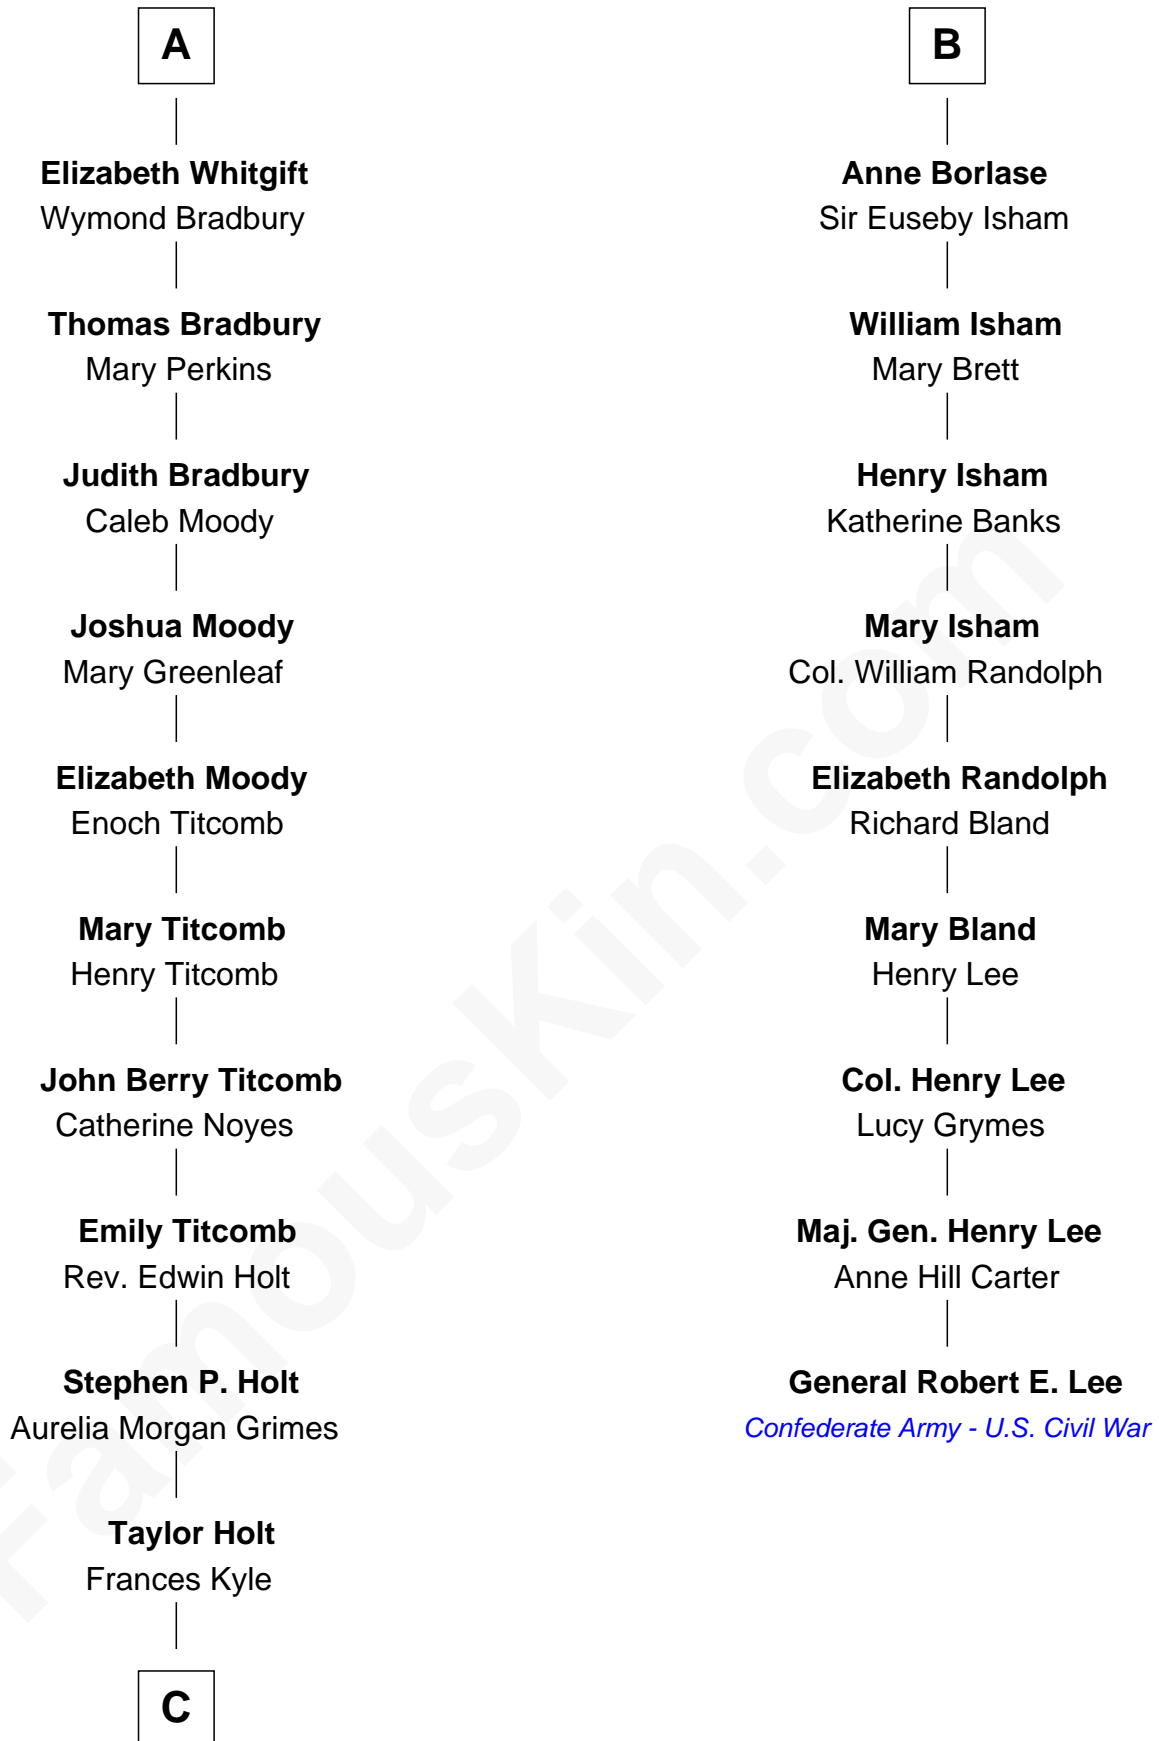 A
Elizabeth Whitgift
Wymond Bradbury
Thomas Bradbury
Mary Perkins
Judith Bradbury
Caleb Moody
Joshua Moody
Mary Greenleaf
Elizabeth Moody
Enoch Titcomb
Mary Titcomb
Henry Titcomb
John Berry Titcomb
Catherine Noyes
Emily Titcomb
Rev. Edwin Holt
Stephen P. Holt
Aurelia Morgan Grimes
Taylor Holt
Frances Kyle
C
B
Anne Borlase
Sir Euseby Isham
William Isham
Mary Brett
Henry Isham
Katherine Banks
Mary Isham
Col. William Randolph
Elizabeth Randolph
Richard Bland
Mary Bland
Henry Lee
Col. Henry Lee
Lucy Grymes
Maj. Gen. Henry Lee
Anne Hill Carter
General Robert E. Lee
Confederate Army - U.S. Civil War
FamousKin.com